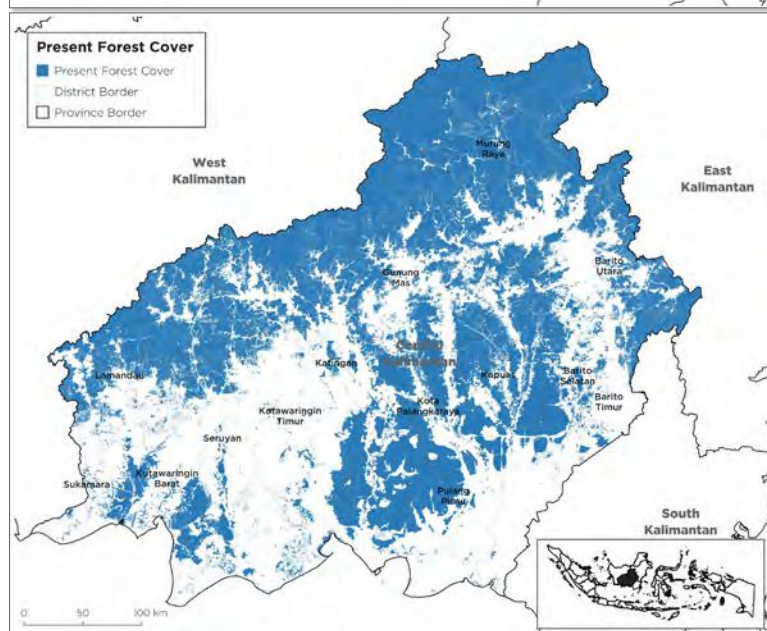 Present Forest Cover
Present Forest Cover
District Border
Province Border
West
Kalimantan
Murung
Raya
East
Kalimantan
Gunung
Mas
Barito
Utara
Central
Kalimantan
Lamandau
Katingan
Kapuas
Barito
Selatan
Barito
Timur
Kota
Palangkaraya
Kotawaringin
Timur
Seruyan
Sukamara
Kutawaringin
Barat
Pulang
Pisau
South
Kalimantan
0 50 100 km